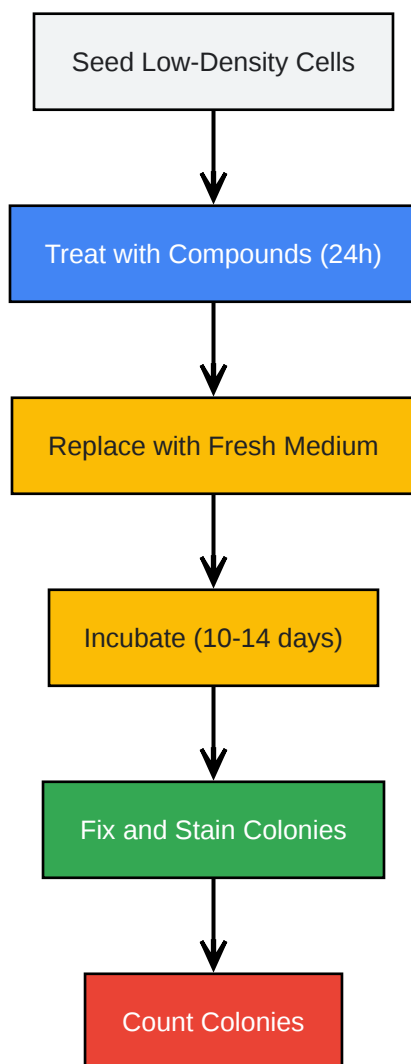 Seed Low-Density Cells
Treat with Compounds (24h)
Replace with Fresh Medium
Incubate (10-14 days)
Fix and Stain Colonies
Count Colonies